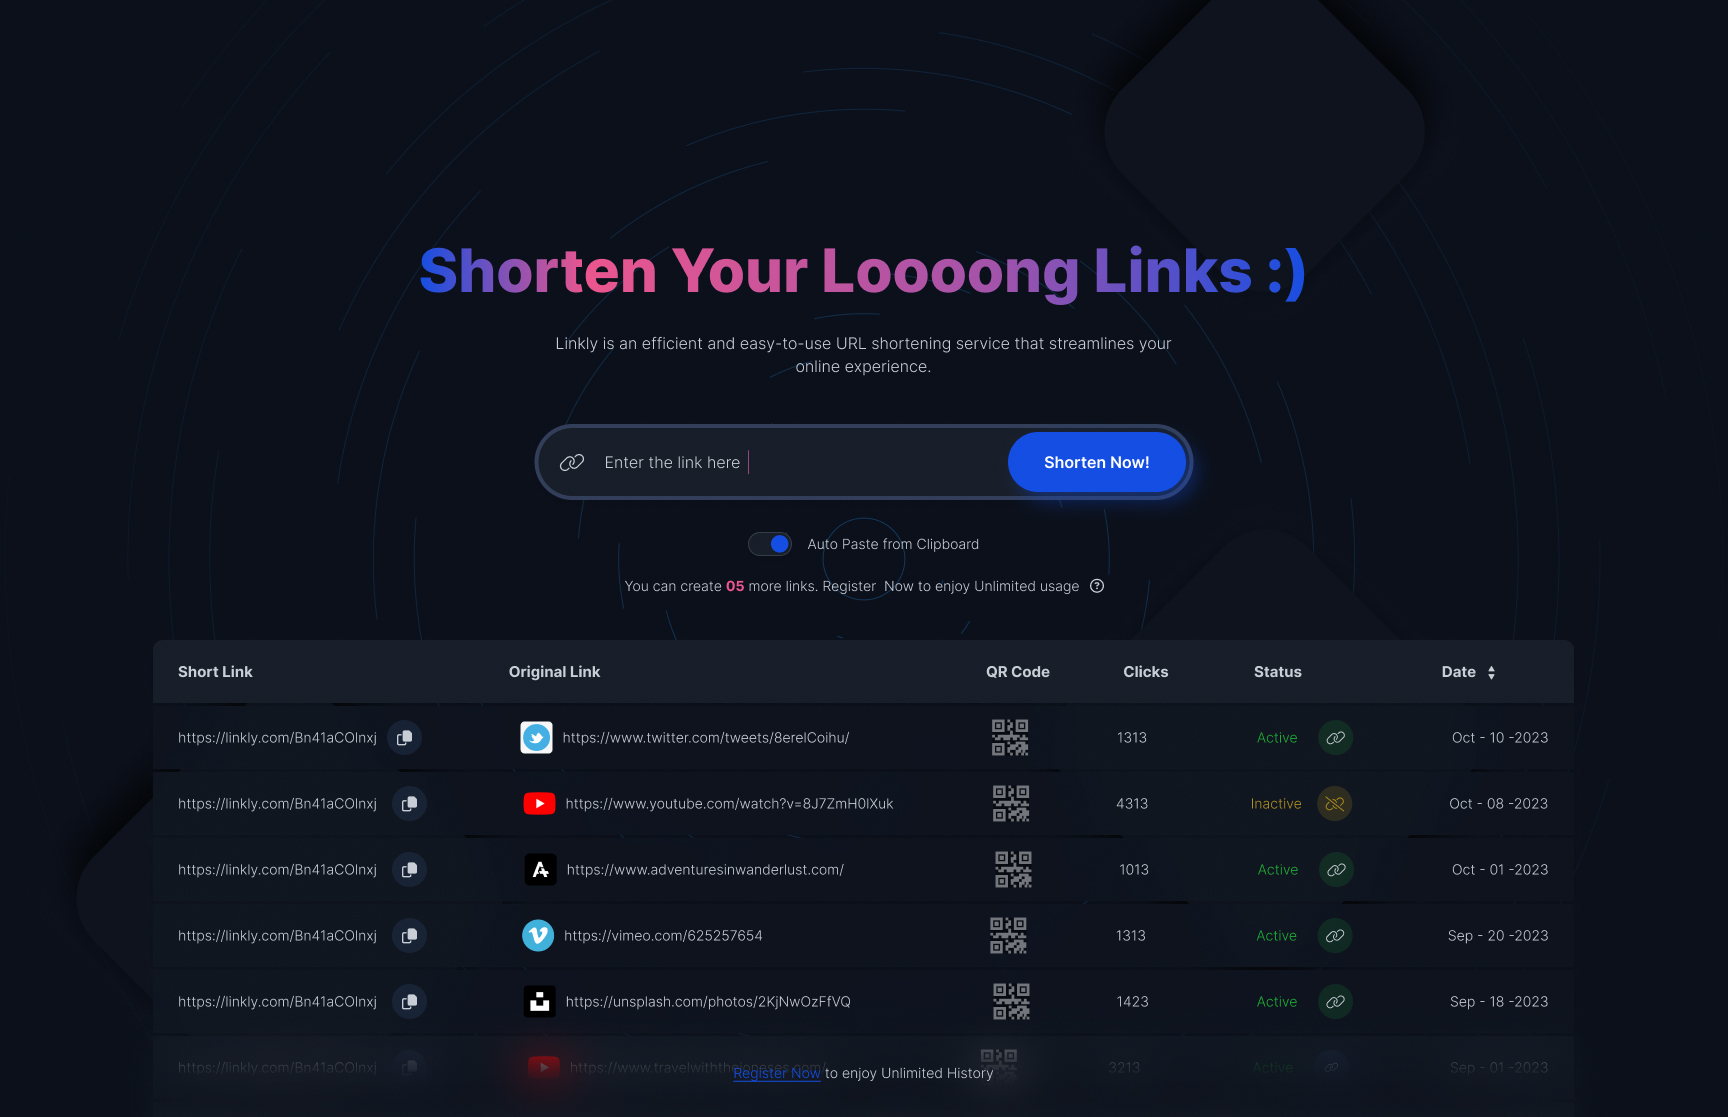 Shorten Your Loooong Links :)
Linkly is an efficient and easy-to-use URL shortening service that streamlines your
online experience.
Enter the link here
Shorten Now!
Auto Paste from Clipboard
You can create 05 more links. Register Now to enjoy Unlimited usage
Short Link Original Link QR Code Clicks Status Date
https://linkly.com/Bn41aCOlnxj https://www.twitter.com/tweets/8erelCoihu/ 1313 Active Oct - 10 -2023
https://linkly.com/Bn41aCOlnxj https://www.youtube.com/watch?v=8J7ZmH0lXuk 4313 Inactive Oct - 08 -2023
https://linkly.com/Bn41aCOlnxj https://www.adventuresinwanderlust.com/ 1013 Active Oct - 01 -2023
https://linkly.com/Bn41aCOlnxj https://vimeo.com/625257654 1313 Active Sep - 20 -2023
https://linkly.com/Bn41aCOlnxj https://unsplash.com/photos/2KjNwOzFfVQ 1423 Active Sep - 18 -2023
https://linkly.com/Bn41aCOlnxj https://www.travelwiththejoneses.com/ 3213 Active Sep - 01 -2023
Register Now to enjoy Unlimited History